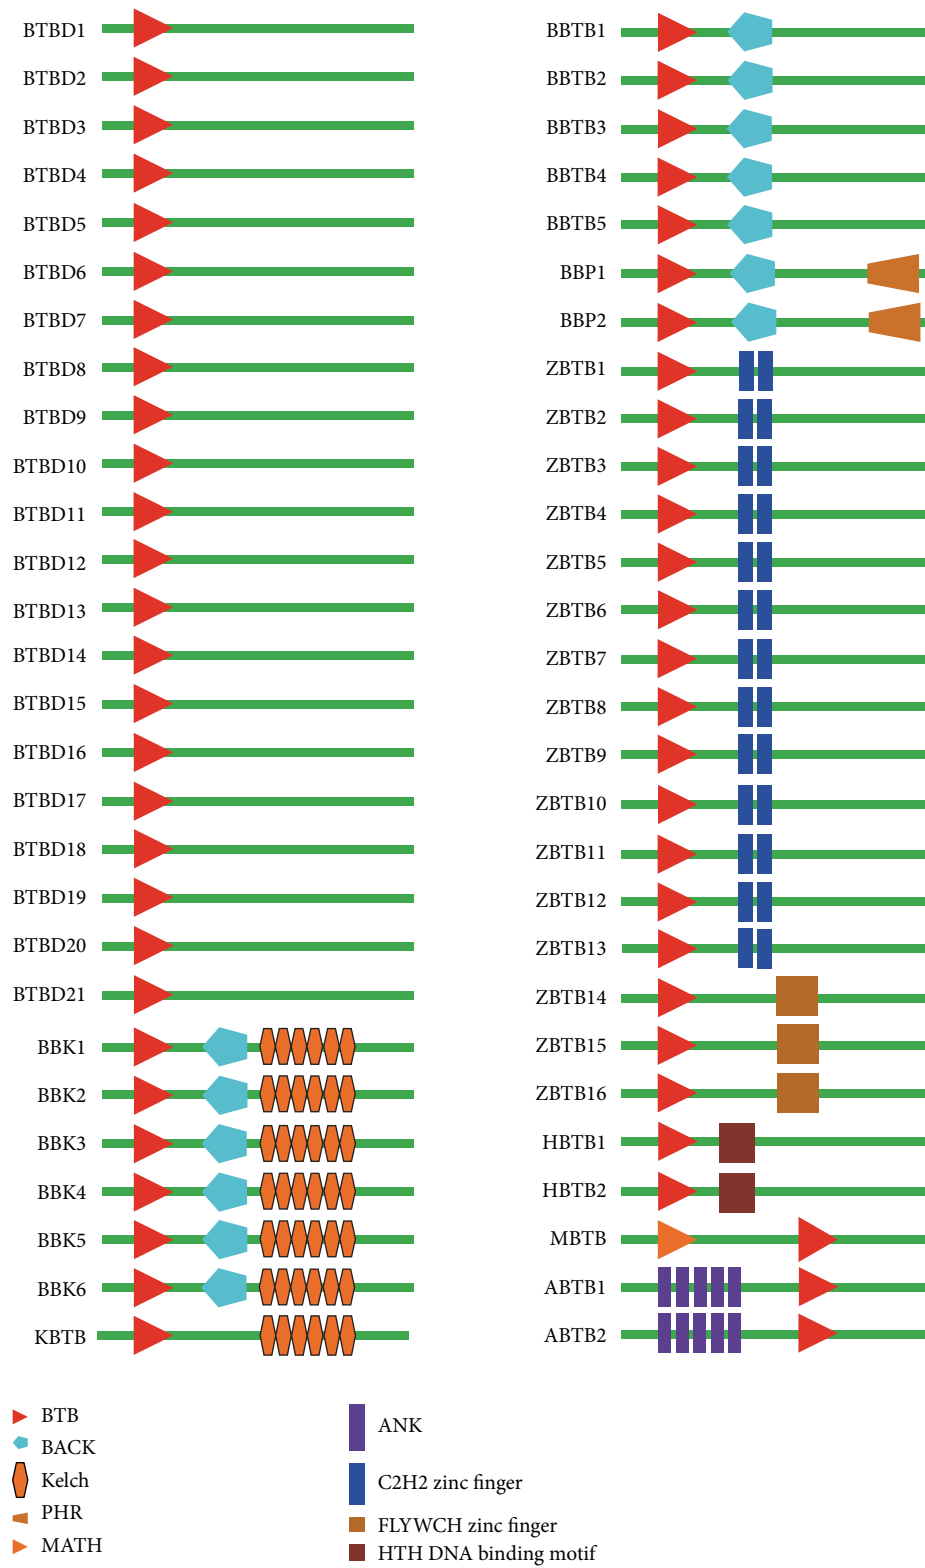 BTBD1
BTBD2
BTBD3
BTBD4
BTBD5
BTBD6
BTBD7
BTBD8
BTBD9
BTBD10
BTBD11
BTBD12
BTBD13
BTBD14
BTBD15
BTBD16
BTBD17
BTBD18
BTBD19
BTBD20
BTBD21
BBK1
BBK2
BBK3
BBK4
BBK5
BBK6
KBTB
BBTB1
BBTB2
BBTB3
BBTB4
BBTB5
BBP1
BBP2
ZBTB1
ZBTB2
ZBTB3
ZBTB4
ZBTB5
ZBTB6
ZBTB7
ZBTB8
ZBTB9
ZBTB10
ZBTB11
ZBTB12
ZBTB13
ZBTB14
ZBTB15
ZBTB16
HBTB1
HBTB2
MBTB
ABTB1
ABTB2
BTB
BACK
Kelch
PHR
MATH
ANK
C2H2 zinc finger
FLYWCH zinc finger
HTH DNA binding motif